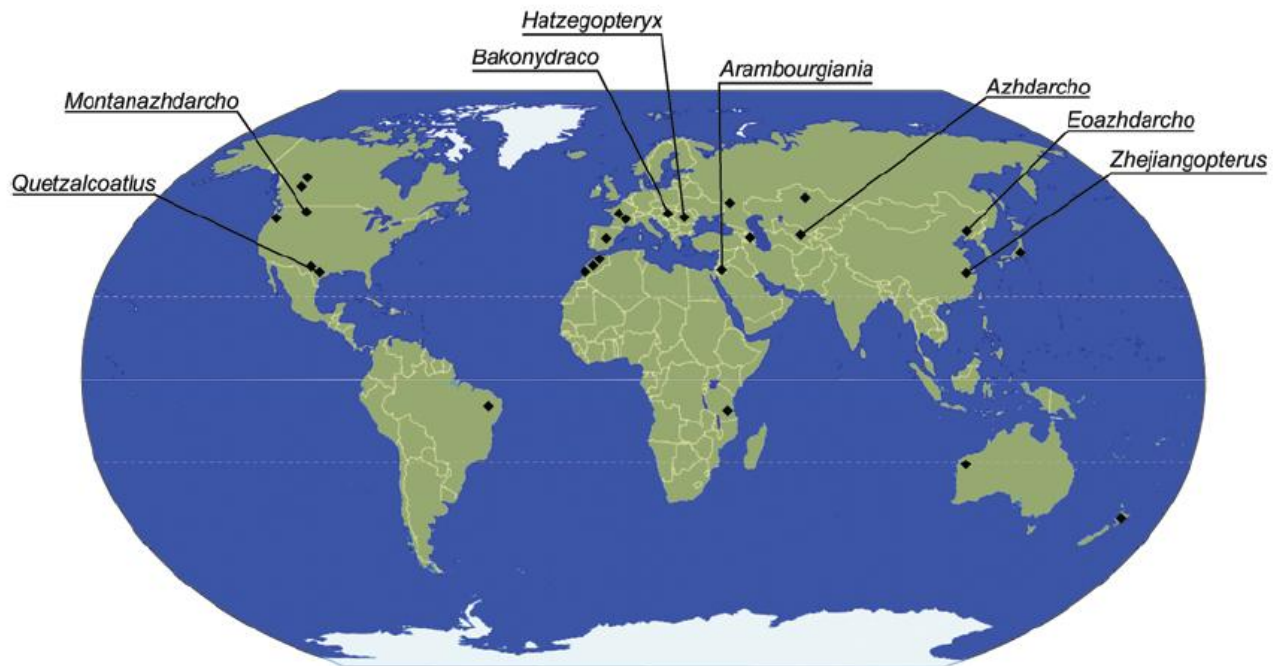 Hatzegopteryx
Bakonydraco
Arambourgiania
Azhdarcho
Montanazhdarcho
Eoazhdarcho
Zhejiangopterus
Quetzalcoatlus